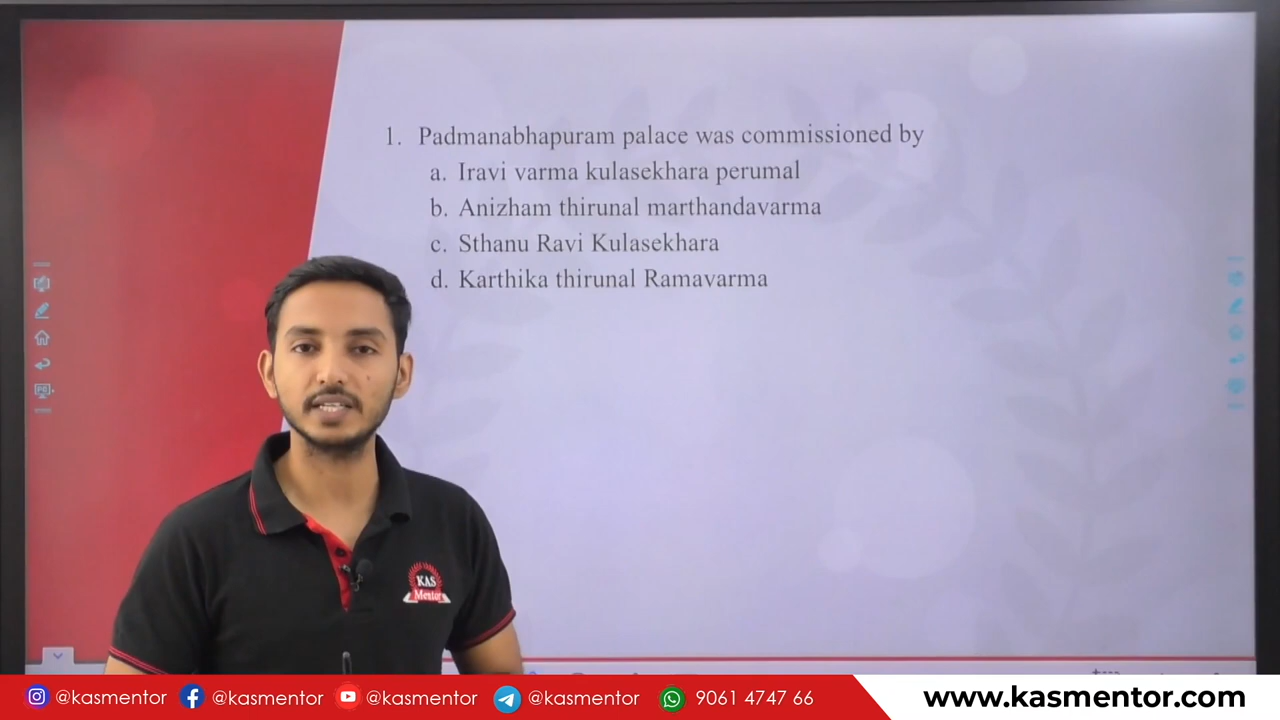 1. Padmanabhapuram palace was commissioned by
a. Iravi varma kulasekhara perumal
b. Anizham thirunal marthandavarma
c. Sthanu Ravi Kulasekhara
d. Karthika thirunal Ramavarma
KAS
Mentor
@kasmentor @kasmentor @kasmentor @kasmentor 9061 4747 66 www.kasmentor.com